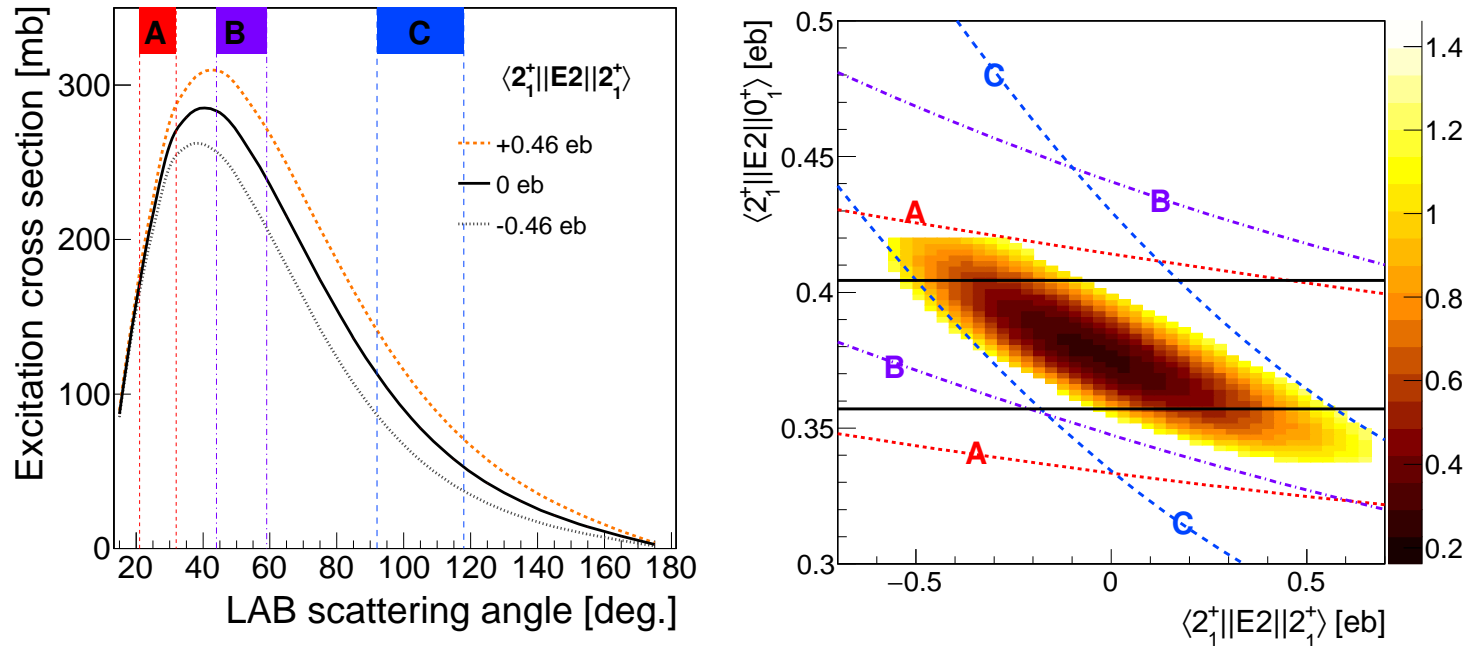 A B C
⟨2₁⁺||E2||2₁⁺⟩
+0.46 eb
0 eb
-0.46 eb
Excitation cross section [mb]
300
200
100
0
20 40 60 80 100 120 140 160 180
LAB scattering angle [deg.]
⟨2₁⁺||E2||0₁⁺⟩ [eb]
0.5
0.45
0.4
0.35
0.3
C
B
A
B
A
C
−0.5 0 0.5
⟨2₁⁺||E2||2₁⁺⟩ [eb]
1.4
1.2
1
0.8
0.6
0.4
0.2